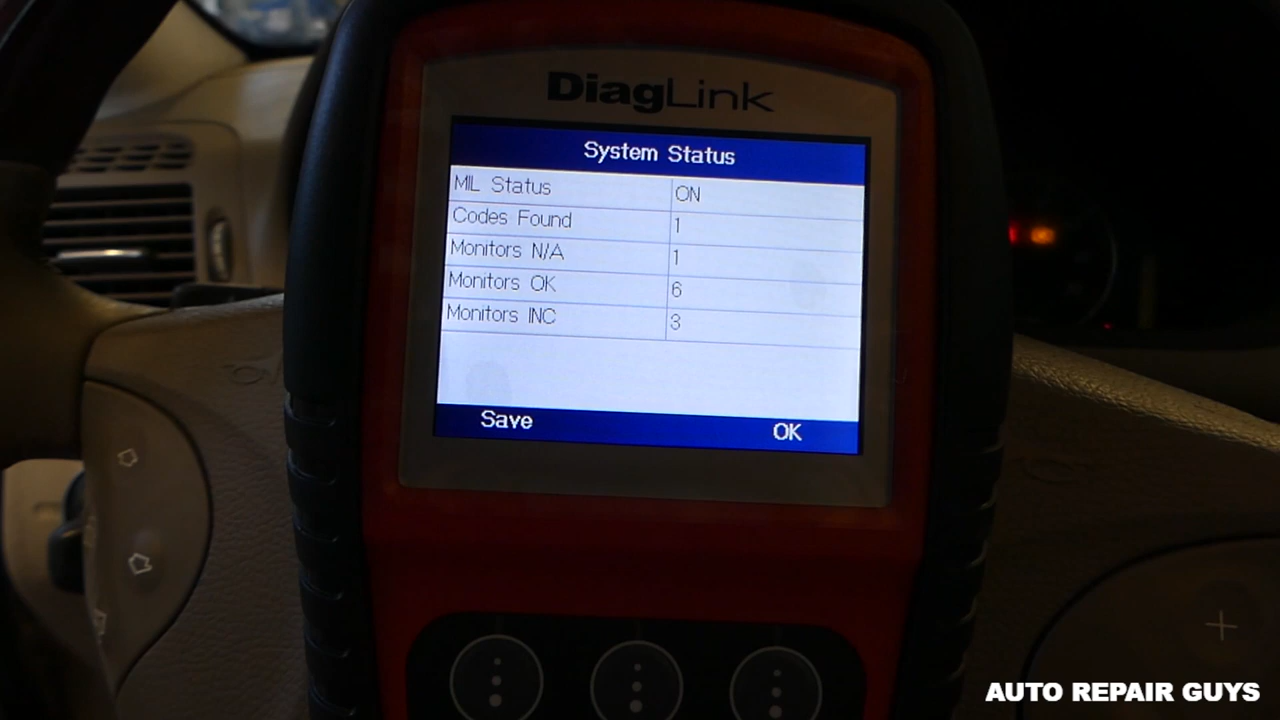 DiagLink
System Status
MIL Status ON
Codes Found 1
Monitors N/A 1
Monitors OK 6
Monitors INC 3
Save OK
AUTO REPAIR GUYS